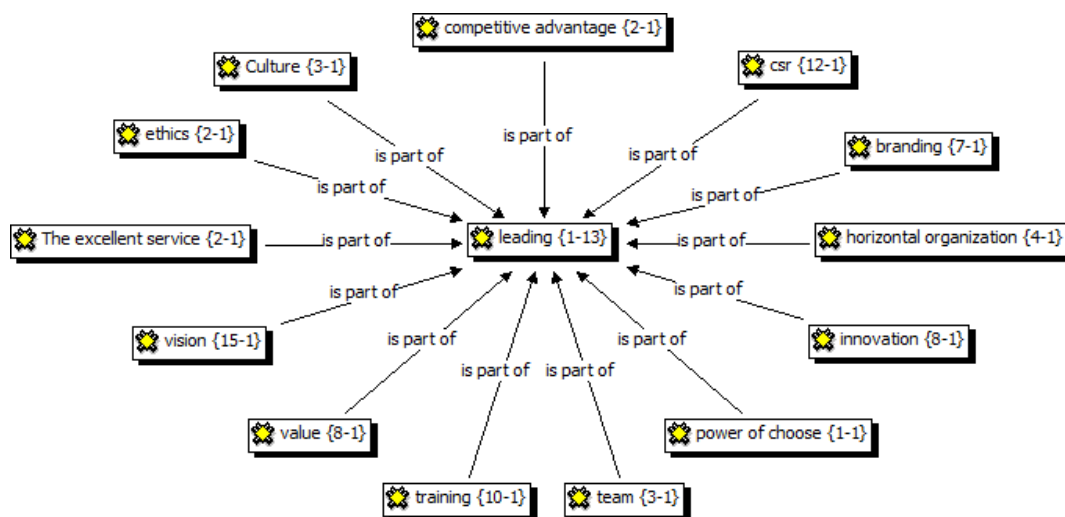 competitive advantage {2-1}
Culture {3-1}
csr {12-1}
is part of
ethics {2-1}
branding {7-1}
is part of
is part of
is part of
is part of
The excellent service {2-1}
is part of
leading {1-13}
is part of
horizontal organization {4-1}
is part of
is part of
vision {15-1}
is part of
is part of
innovation {8-1}
is part of
is part of
value {8-1}
power of choose {1-1}
training {10-1}
team {3-1}